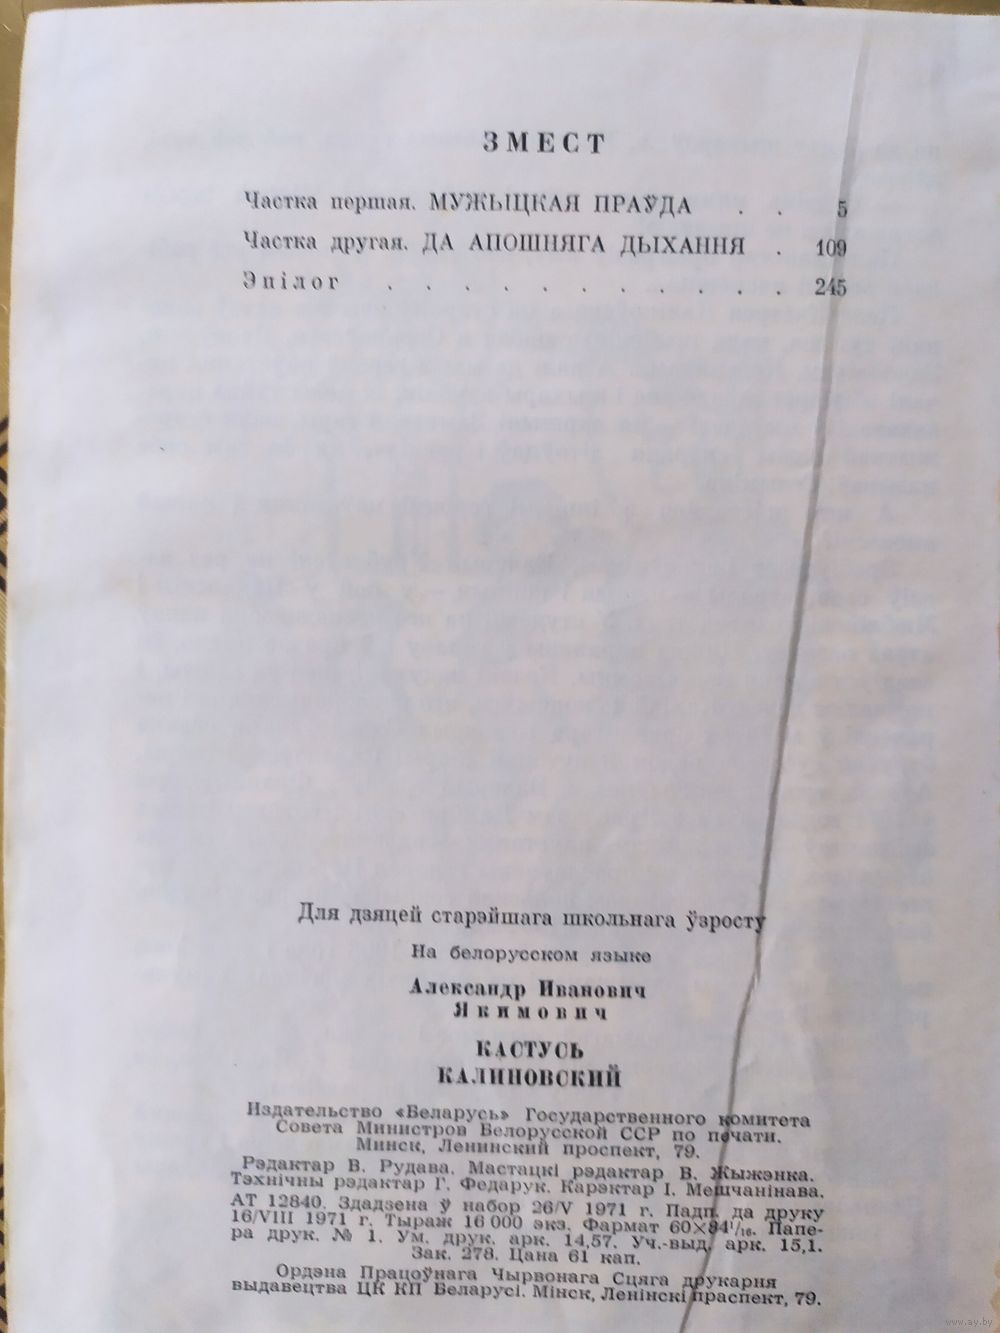 ЗМЕСТ
Частка першая. МУЖЫЦКАЯ ПРАЎДА . . 5
Частка другая. ДА АПОШНЯГА ДЫХАННЯ . 109
Эпілог . . . . . . . . . . . 245
Для дзяцей старэйшага школьнага ўзросту
На белорусском языке
Александр Иванович
Якимович
КАСТУСЬ
КАЛИНОВСКИЙ
Издательство «Беларусь» Государственного комитета
Совета Министров Белорусской ССР по печати.
Минск, Ленинский проспект, 79.
Рэдактар В. Рудава. Мастацкі рэдактар В. Жыжэнка.
Тэхнічны рэдактар Г. Федарук. Карэктар І. Мешчанінава.
АТ 12840. Здадзена ў набор 26/V 1971 г. Падп. да друку
16/VIII 1971 г. Тыраж 16 000 экз. Фармат 60×84 1/16. Папе-
ра друк. № 1. Ум. друк. арк. 14,57. Уч.-выд. арк. 15,1.
Зак. 278. Цана 61 кап.
Ордэна Працоўнага Чырвонага Сцяга друкарня
выдавецтва ЦК КП Беларусі. Мінск, Ленінскі праспект, 79.
www.ay.by